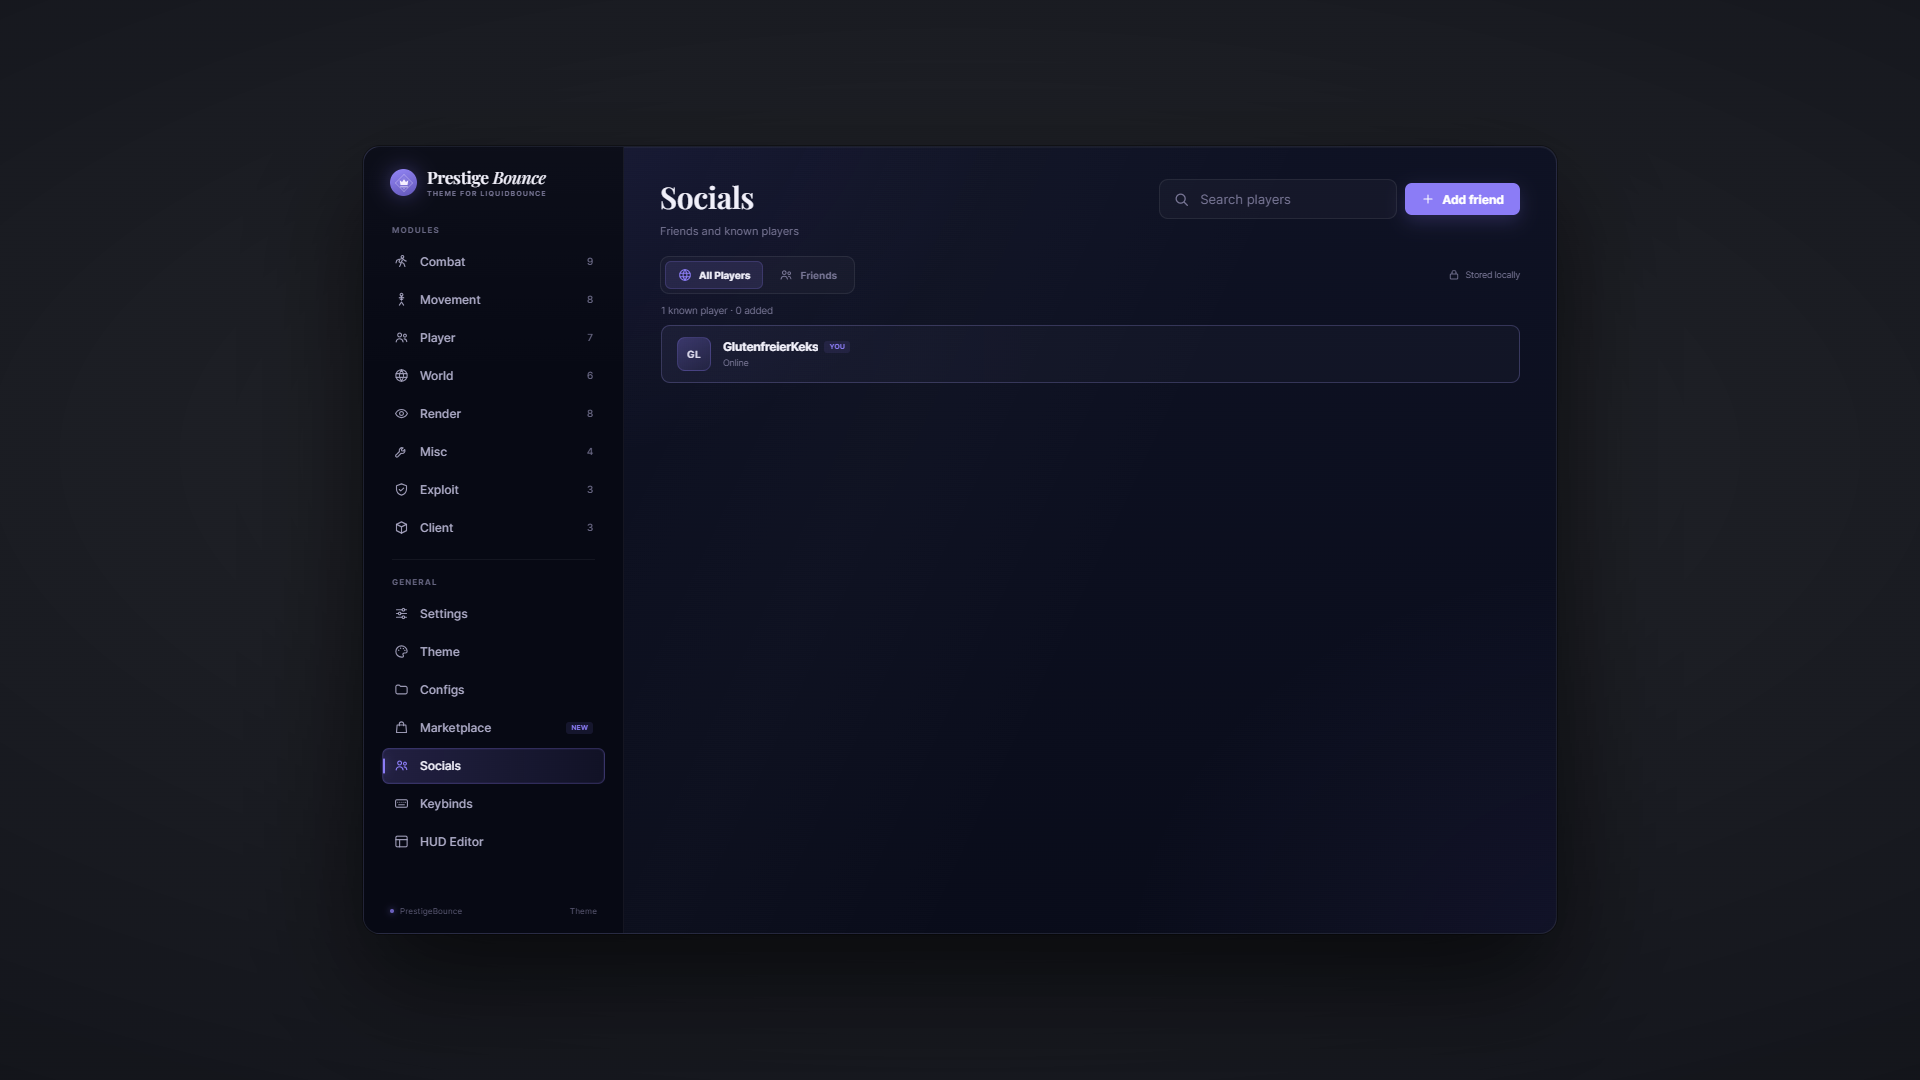 Prestige Bounce
THEME FOR LIQUIDBOUNCE
MODULES
Combat 9
Movement 8
Player 7
World 6
Render 8
Misc 4
Exploit 3
Client 3
GENERAL
Settings
Theme
Configs
Marketplace NEW
Socials
Keybinds
HUD Editor
PrestigeBounce Theme
Socials
Friends and known players
Search players
Add friend
All Players Friends
Stored locally
1 known player · 0 added
GL
GlutenfreierKeks YOU
Online